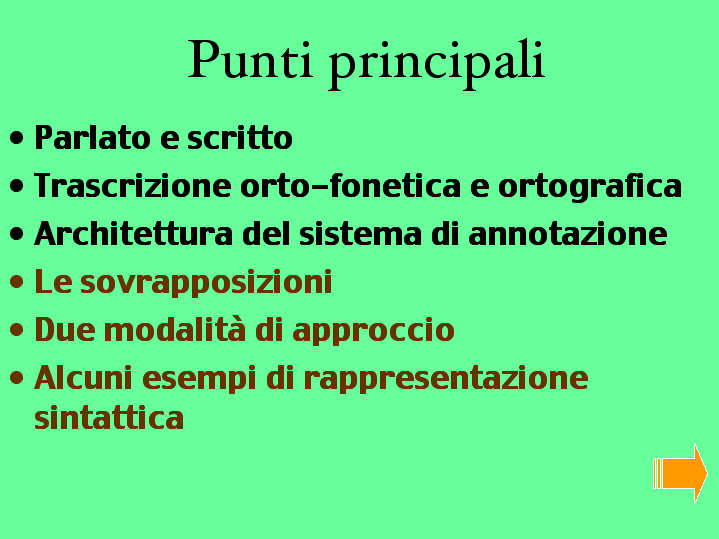 Punti principali
• Parlato e scritto
• Trascrizione orto-fonetica e ortografica
• Architettura del sistema di annotazione
• Le sovrapposizioni
• Due modalità di approccio
• Alcuni esempi di rappresentazione
sintattica